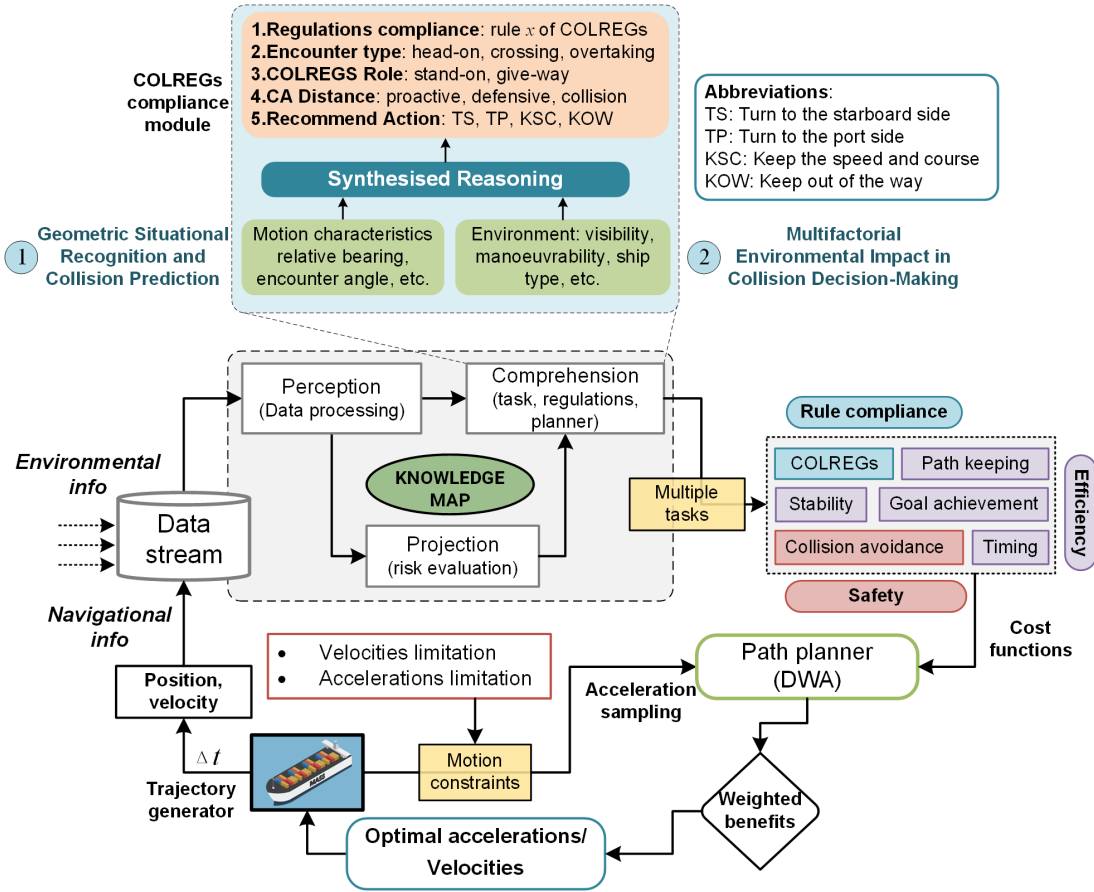 COLREGs
compliance
module
1.Regulations compliance: rule x of COLREGs
2.Encounter type: head-on, crossing, overtaking
3.COLREGS Role: stand-on, give-way
4.CA Distance: proactive, defensive, collision
5.Recommend Action: TS, TP, KSC, KOW
Synthesised Reasoning
Abbreviations:
TS: Turn to the starboard side
TP: Turn to the port side
KSC: Keep the speed and course
KOW: Keep out of the way
1
Geometric Situational
Recognition and
Collision Prediction
Motion characteristics
relative bearing,
encounter angle, etc.
Environment: visibility,
manoeuvrability, ship
type, etc.
2
Multifactorial
Environmental Impact in
Collision Decision-Making
Perception
(Data processing)
Comprehension
(task, regulations,
planner)
KNOWLEDGE
MAP
Projection
(risk evaluation)
Environmental
info
Data
stream
Navigational
info
Multiple
tasks
Rule compliance
COLREGs
Path keeping
Stability
Goal achievement
Collision avoidance
Timing
Efficiency
Safety
Cost
functions
Position,
velocity
• Velocities limitation
• Accelerations limitation
Acceleration
sampling
Path planner
(DWA)
Δ t
Trajectory
generator
MASS
Motion
constraints
Weighted
benefits
Optimal accelerations/
Velocities